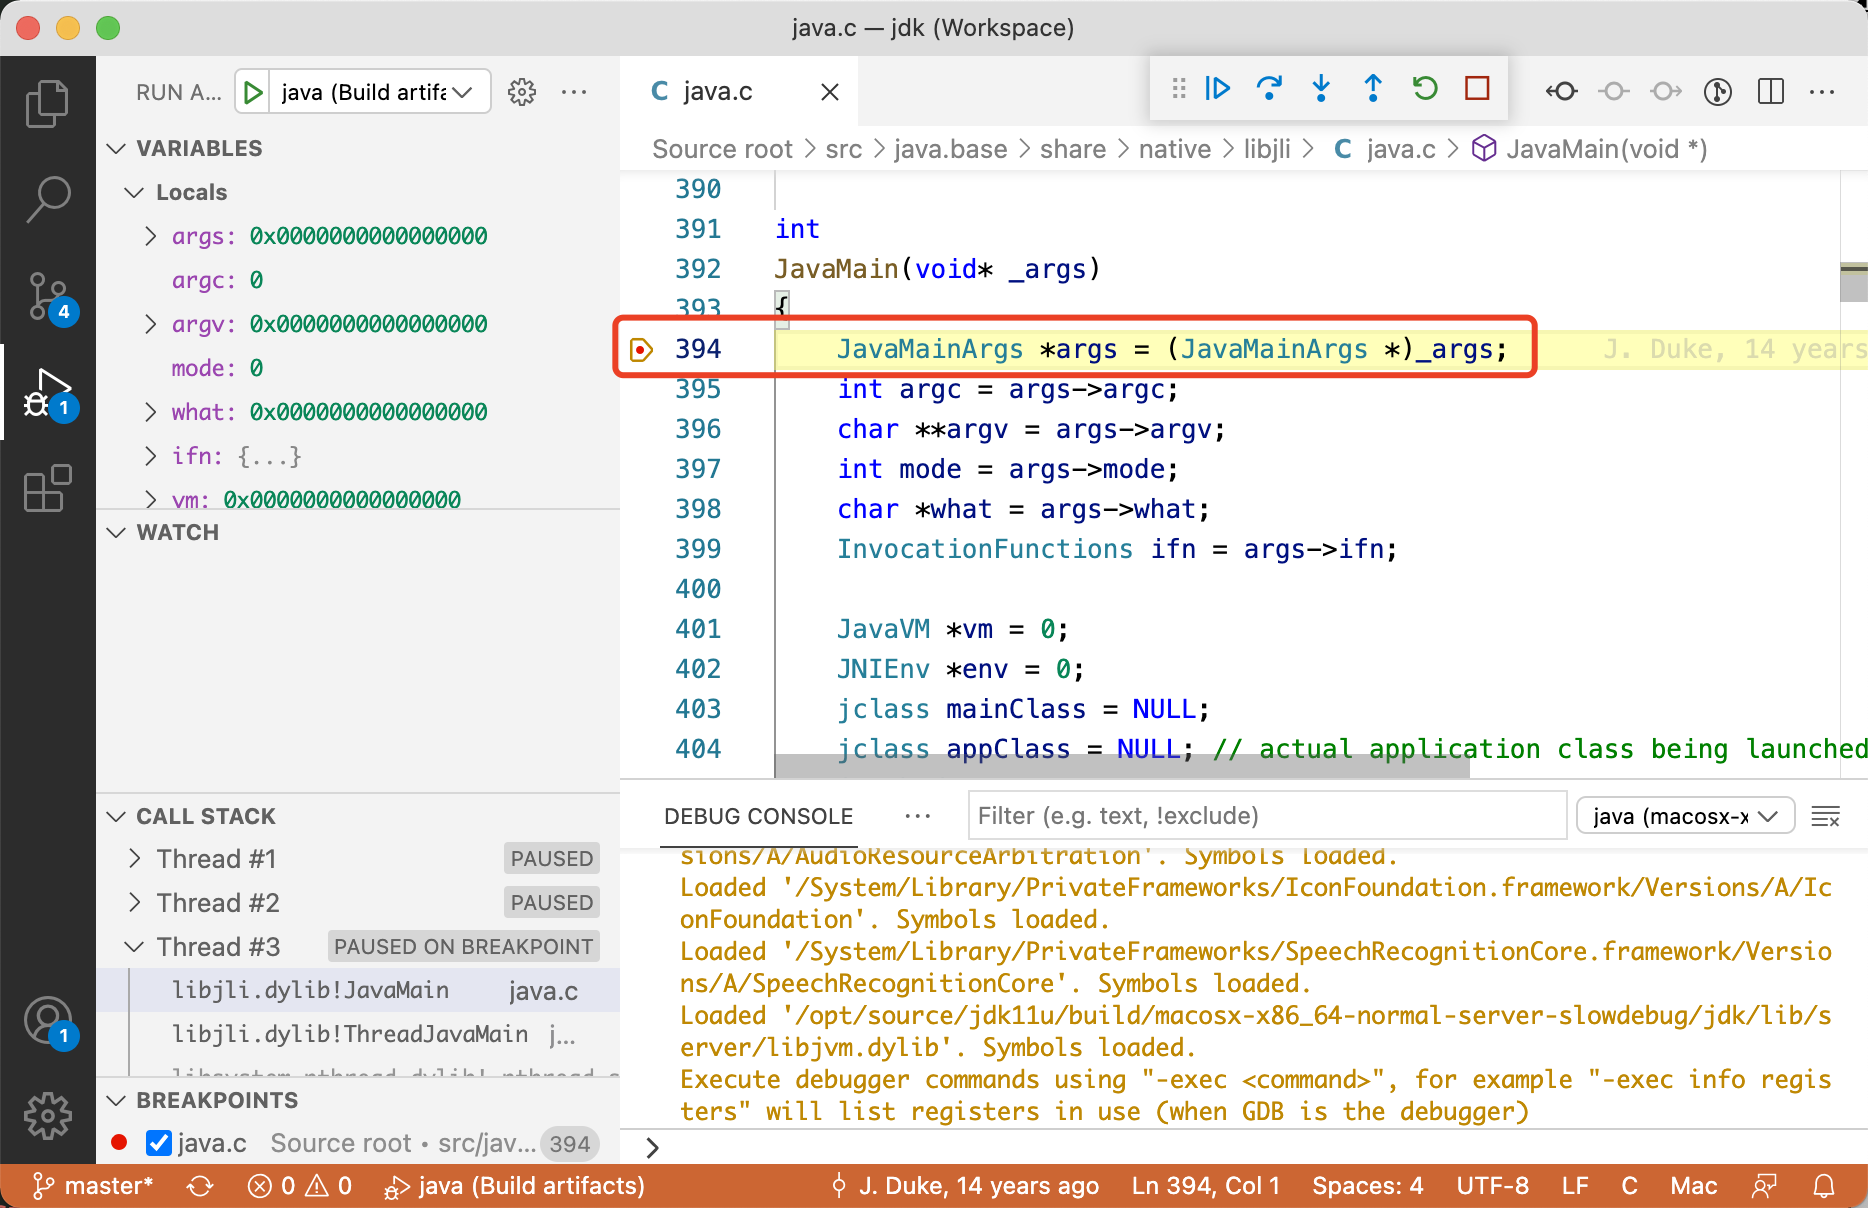 java.c — jdk (Workspace)
RUN A...
java (Build artifa
VARIABLES
Locals
args: 0x0000000000000000
argc: 0
argv: 0x0000000000000000
mode: 0
what: 0x0000000000000000
ifn: {...}
vm: 0x0000000000000000
WATCH
CALL STACK
Thread #1 PAUSED
Thread #2 PAUSED
Thread #3 PAUSED ON BREAKPOINT
libjli.dylib!JavaMain java.c
libjli.dylib!ThreadJavaMain j...
BREAKPOINTS
java.c Source root • src/jav... 394
4
1
1
C java.c
Source root > src > java.base > share > native > libjli > C java.c > JavaMain(void *)
390
391 int
392 JavaMain(void* _args)
393 {
394 JavaMainArgs *args = (JavaMainArgs *)_args; J. Duke, 14 years
395 int argc = args->argc;
396 char **argv = args->argv;
397 int mode = args->mode;
398 char *what = args->what;
399 InvocationFunctions ifn = args->ifn;
400
401 JavaVM *vm = 0;
402 JNIEnv *env = 0;
403 jclass mainClass = NULL;
404 jclass appClass = NULL; // actual application class being launched
DEBUG CONSOLE ... Filter (e.g. text, !exclude) java (macosx-x
sions/A/AudioResourceArbitration'. Symbols loaded.
Loaded '/System/Library/PrivateFrameworks/IconFoundation.framework/Versions/A/Ic
onFoundation'. Symbols loaded.
Loaded '/System/Library/PrivateFrameworks/SpeechRecognitionCore.framework/Versio
ns/A/SpeechRecognitionCore'. Symbols loaded.
Loaded '/opt/source/jdk11u/build/macosx-x86_64-normal-server-slowdebug/jdk/lib/s
erver/libjvm.dylib'. Symbols loaded.
Execute debugger commands using "-exec <command>", for example "-exec info regis
ters" will list registers in use (when GDB is the debugger)
>
master* 0 0 java (Build artifacts) J. Duke, 14 years ago Ln 394, Col 1 Spaces: 4 UTF-8 LF C Mac